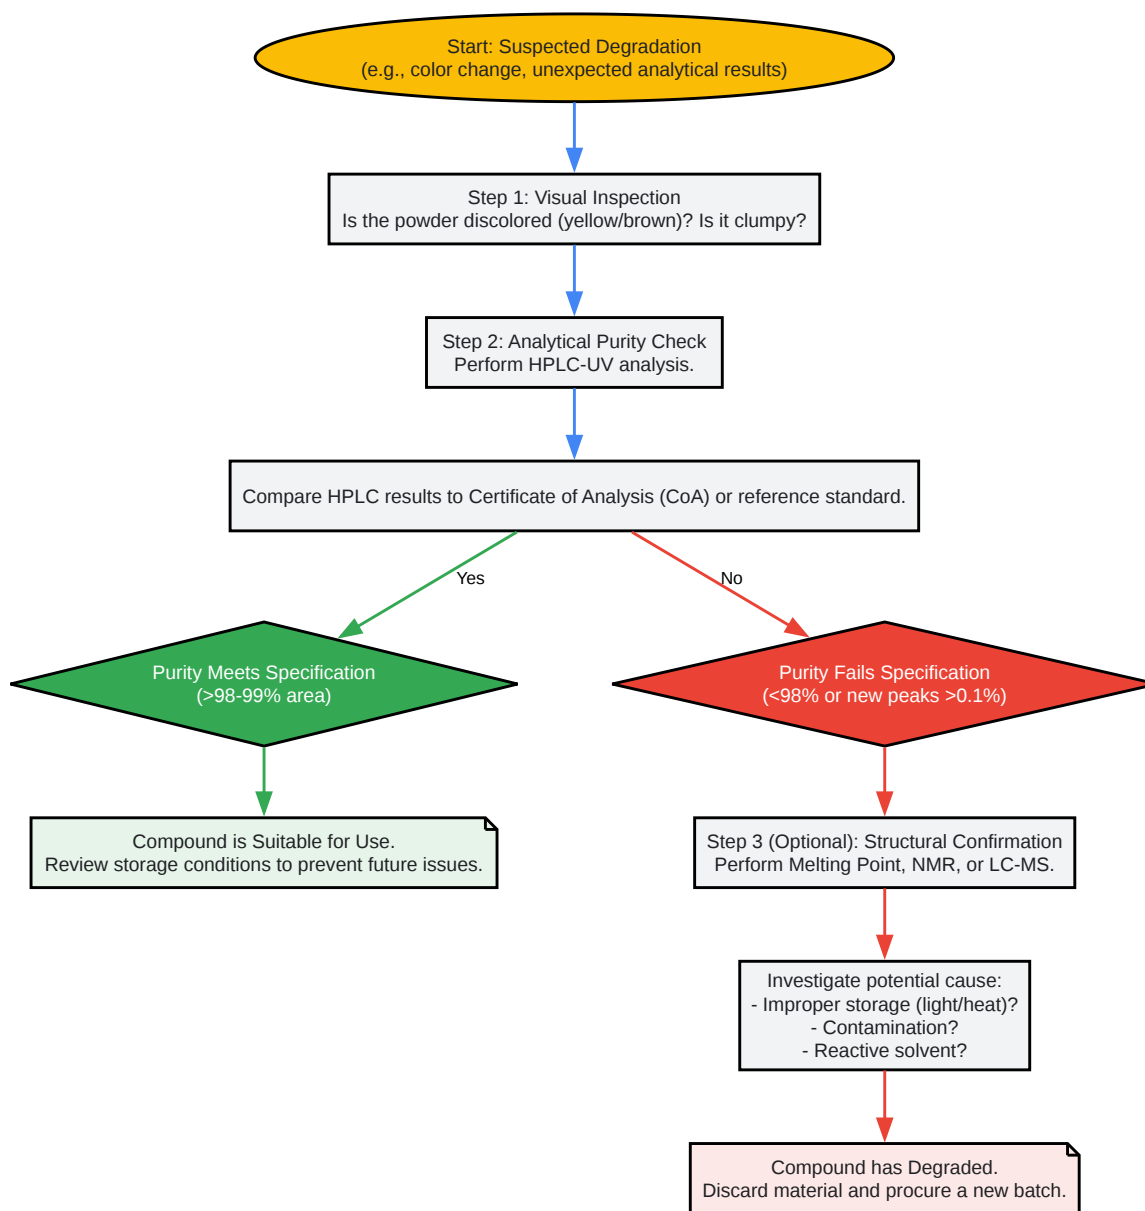 Start: Suspected Degradation
(e.g., color change, unexpected analytical results)
Step 1: Visual Inspection
Is the powder discolored (yellow/brown)? Is it clumpy?
Step 2: Analytical Purity Check
Perform HPLC-UV analysis.
Compare HPLC results to Certificate of Analysis (CoA) or reference standard.
Yes
No
Purity Meets Specification
(>98-99% area)
Purity Fails Specification
(<98% or new peaks >0.1%)
Compound is Suitable for Use.
Review storage conditions to prevent future issues.
Step 3 (Optional): Structural Confirmation
Perform Melting Point, NMR, or LC-MS.
Investigate potential cause:
- Improper storage (light/heat)?
- Contamination?
- Reactive solvent?
Compound has Degraded.
Discard material and procure a new batch.